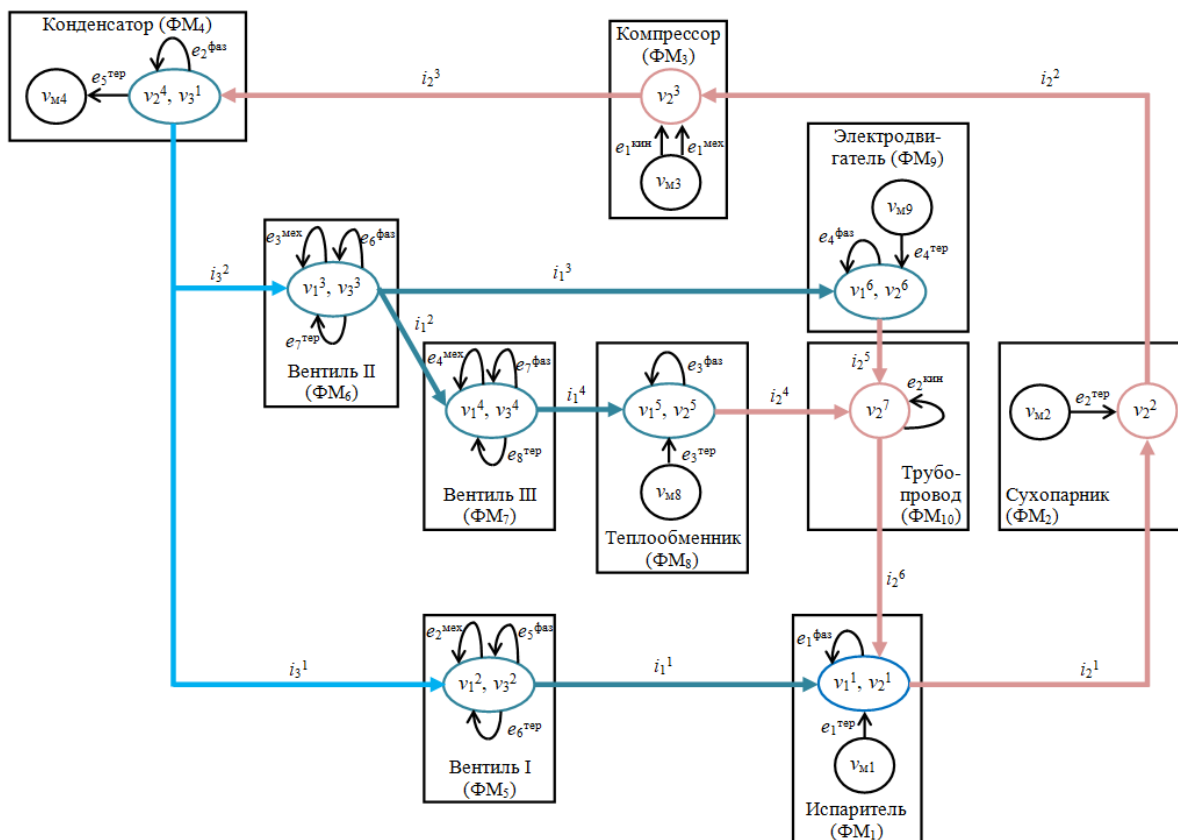 Конденсатор (ФМ₄)
e₂ᶠᵃᶻ
e₅ᵗᵉᵖ
vм₄
v₂⁴, v₃¹
i₂³
Компрессор
(ФМ₃)
v₂³
e₁ᵏᶦⁿ
e₁ᵐᵉˣ
vм₃
i₂²
Электродви-
гатель (ФМ₉)
vм₉
e₄фаз
e₄тер
v₁⁶, v₂⁶
i₃²
e₃мех
e₆фаз
v₁³, v₃³
e₇тер
Вентиль II
(ФМ₆)
i₁³
i₁²
e₄мех
e₇фаз
v₁⁴, v₃⁴
e₈тер
Вентиль III
(ФМ₇)
i₁⁴
e₃фаз
v₁⁵, v₂⁵
e₃тер
vм₈
Теплообменник
(ФМ₈)
i₂⁴
i₂⁵
e₂кин
v₂⁷
Трубо-
провод
(ФМ₁₀)
vм₂
e₂тер
v₂²
Сухопарник
(ФМ₂)
i₂⁶
i₃¹
e₂мех
e₅фаз
v₁², v₃²
e₆тер
Вентиль I
(ФМ₅)
i₁¹
e₁фаз
v₁¹, v₂¹
e₁тер
vм₁
Испаритель
(ФМ₁)
i₂¹